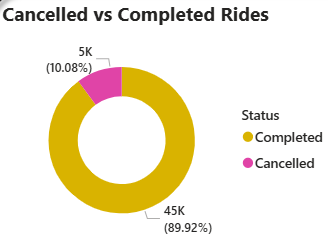 Cancelled vs Completed Rides
5K
(10.08%)
Status
Completed
Cancelled
45K
(89.92%)